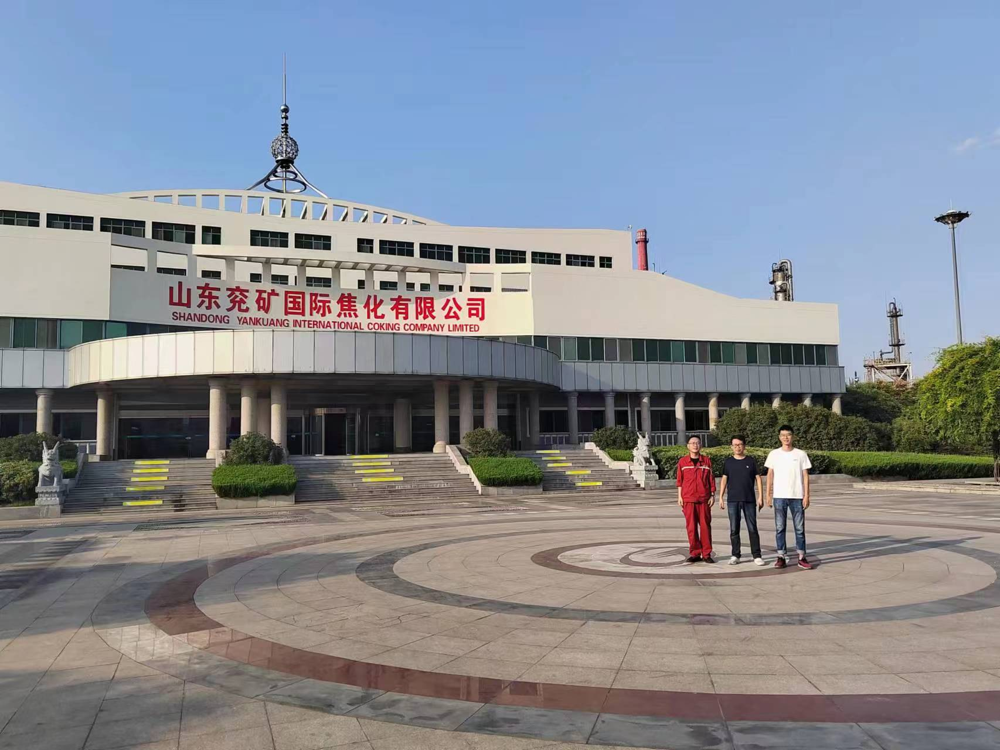 山东兖矿国际焦化有限公司
SHANDONG YANKUANG INTERNATIONAL COKING COMPANY LIMITED